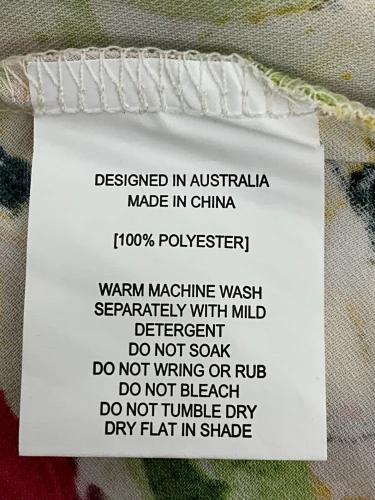 DESIGNED IN AUSTRALIA
MADE IN CHINA
[100% POLYESTER]
WARM MACHINE WASH
SEPARATELY WITH MILD
DETERGENT
DO NOT SOAK
DO NOT WRING OR RUB
DO NOT BLEACH
DO NOT TUMBLE DRY
DRY FLAT IN SHADE